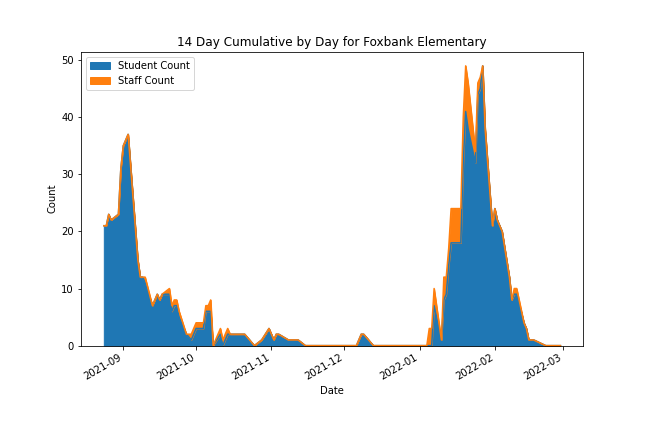 14 Day Cumulative by Day for Foxbank Elementary
Student Count
Staff Count
50
40
30
20
10
0
Count
2021-09
2021-10
2021-11
2021-12
2022-01
2022-02
2022-03
Date